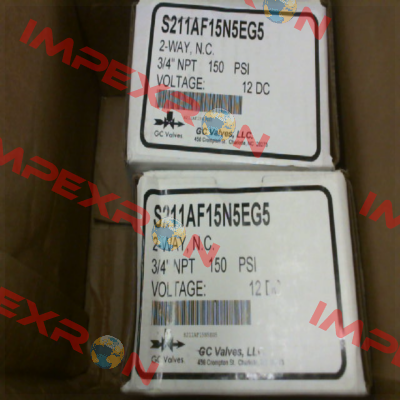 S211AF15N5EG5
2-WAY, N.C.
3/4" NPT 150 PSI
VOLTAGE: 12 DC
GC Valves
GC Valves, LLC.
S211AF15N5EG5
2-WAY, N.C.
3/4" NPT 150 PSI
VOLTAGE: 12 DC
S211AF15N5EG5
GC Valves
GC Valves, LLC.
IMPEXRON
IMPEXRON
IMPEXRON
IMPEXRON